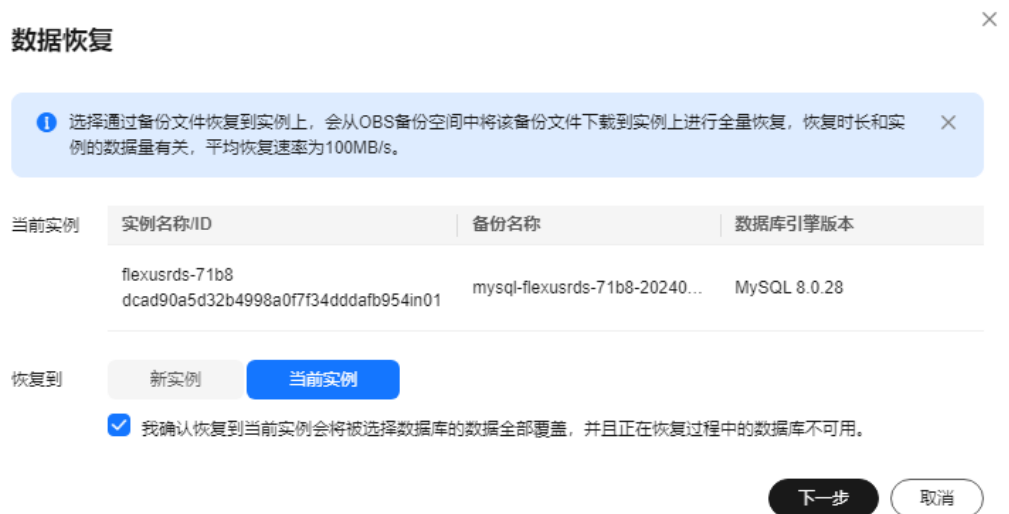 数据恢复
选择通过备份文件恢复到实例上，会从OBS备份空间中将该备份文件下载到实例上进行全量恢复，恢复时长和实
例的数据量有关，平均恢复速率为100MB/s。
当前实例
实例名称/ID 备份名称 数据库引擎版本
flexusrds-71b8
dcad90a5d32b4998a0f7f34dddafb954in01
mysql-flexusrds-71b8-20240... MySQL 8.0.28
恢复到 新实例 当前实例
我确认恢复到当前实例会将被选择数据库的数据全部覆盖，并且正在恢复过程中的数据库不可用。
下一步 取消